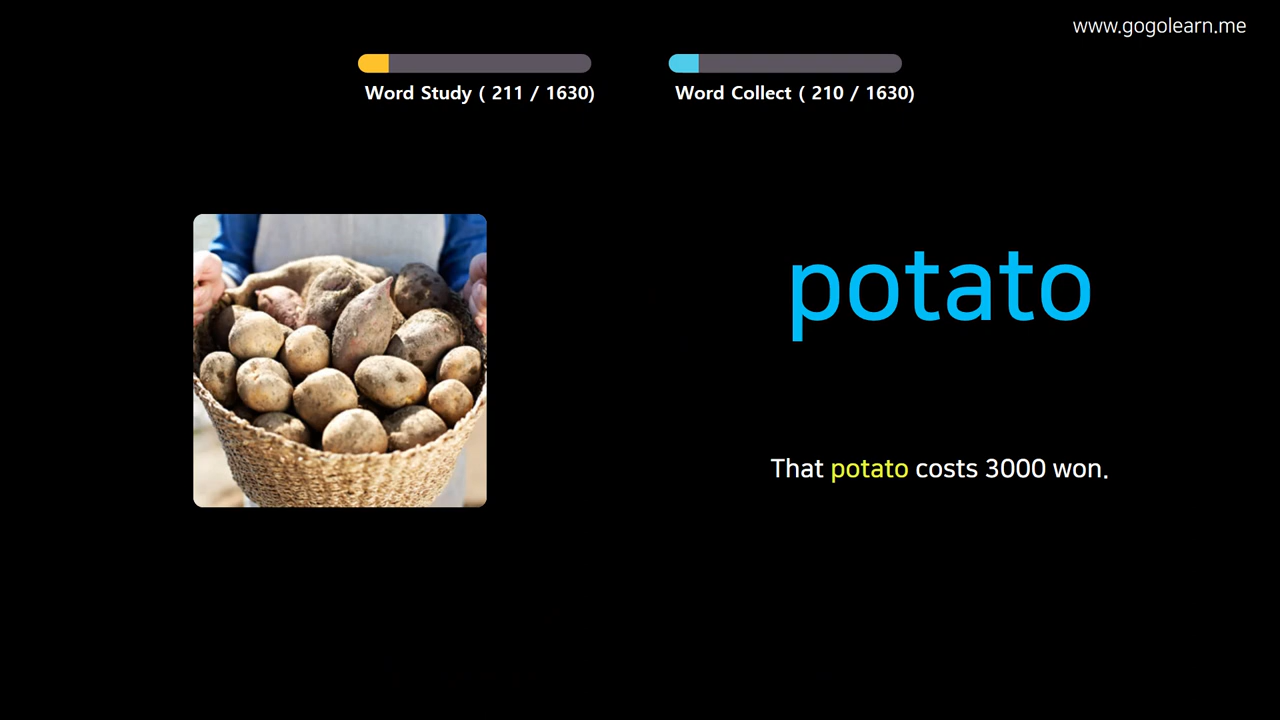 www.gogolearn.me
Word Study ( 211 / 1630)
Word Collect ( 210 / 1630)
potato
That potato costs 3000 won.